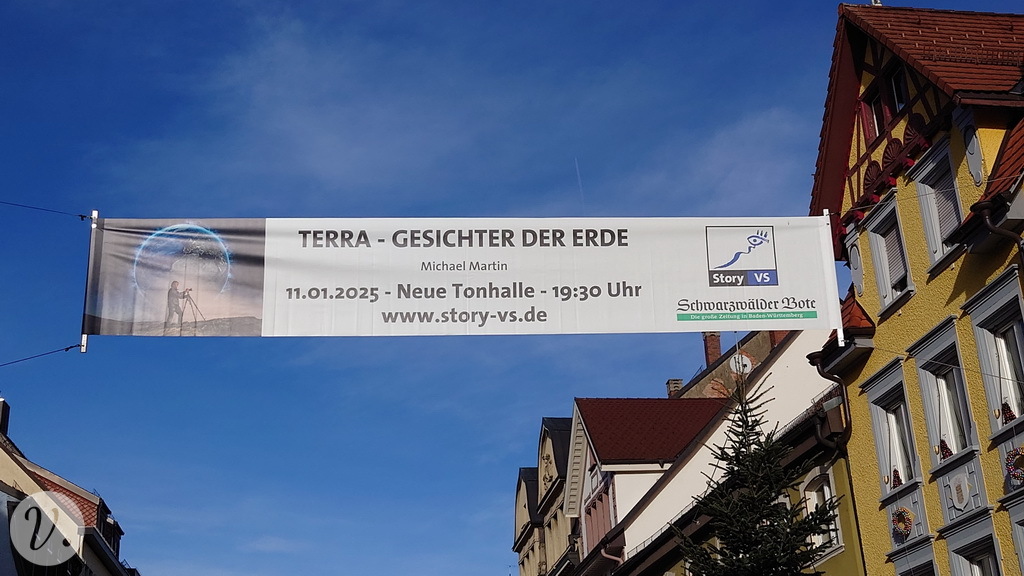 TERRA - GESICHTER DER ERDE
Michael Martin
11.01.2025 - Neue Tonhalle - 19:30 Uhr
www.story-vs.de
Story VS
Schwarzwälder Bote
Die große Zeitung in Baden-Württemberg
V.